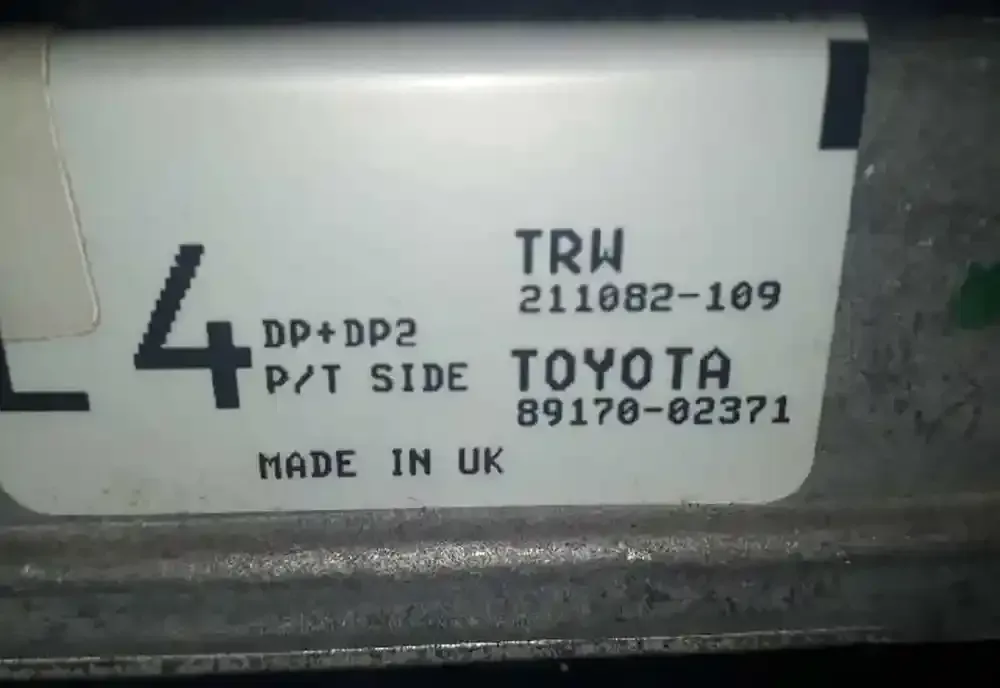 TRW
211082-109
4
DP+DP2
P/T SIDE
TOYOTA
89170-02371
MADE IN UK